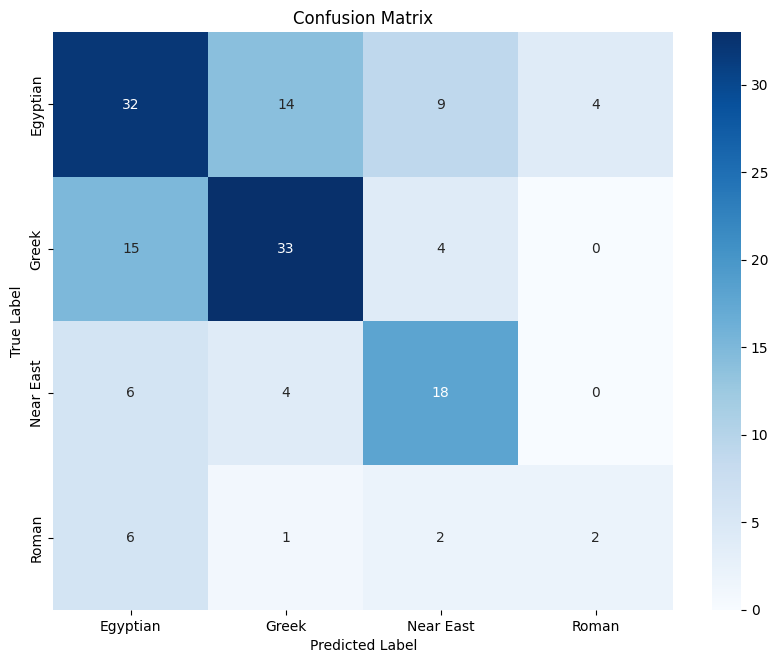 Confusion Matrix
True Label
Egyptian
32 14 9 4
Greek
15 33 4 0
Near East
6 4 18 0
Roman
6 1 2 2
Egyptian Greek Near East Roman
Predicted Label
30
25
20
15
10
5
0